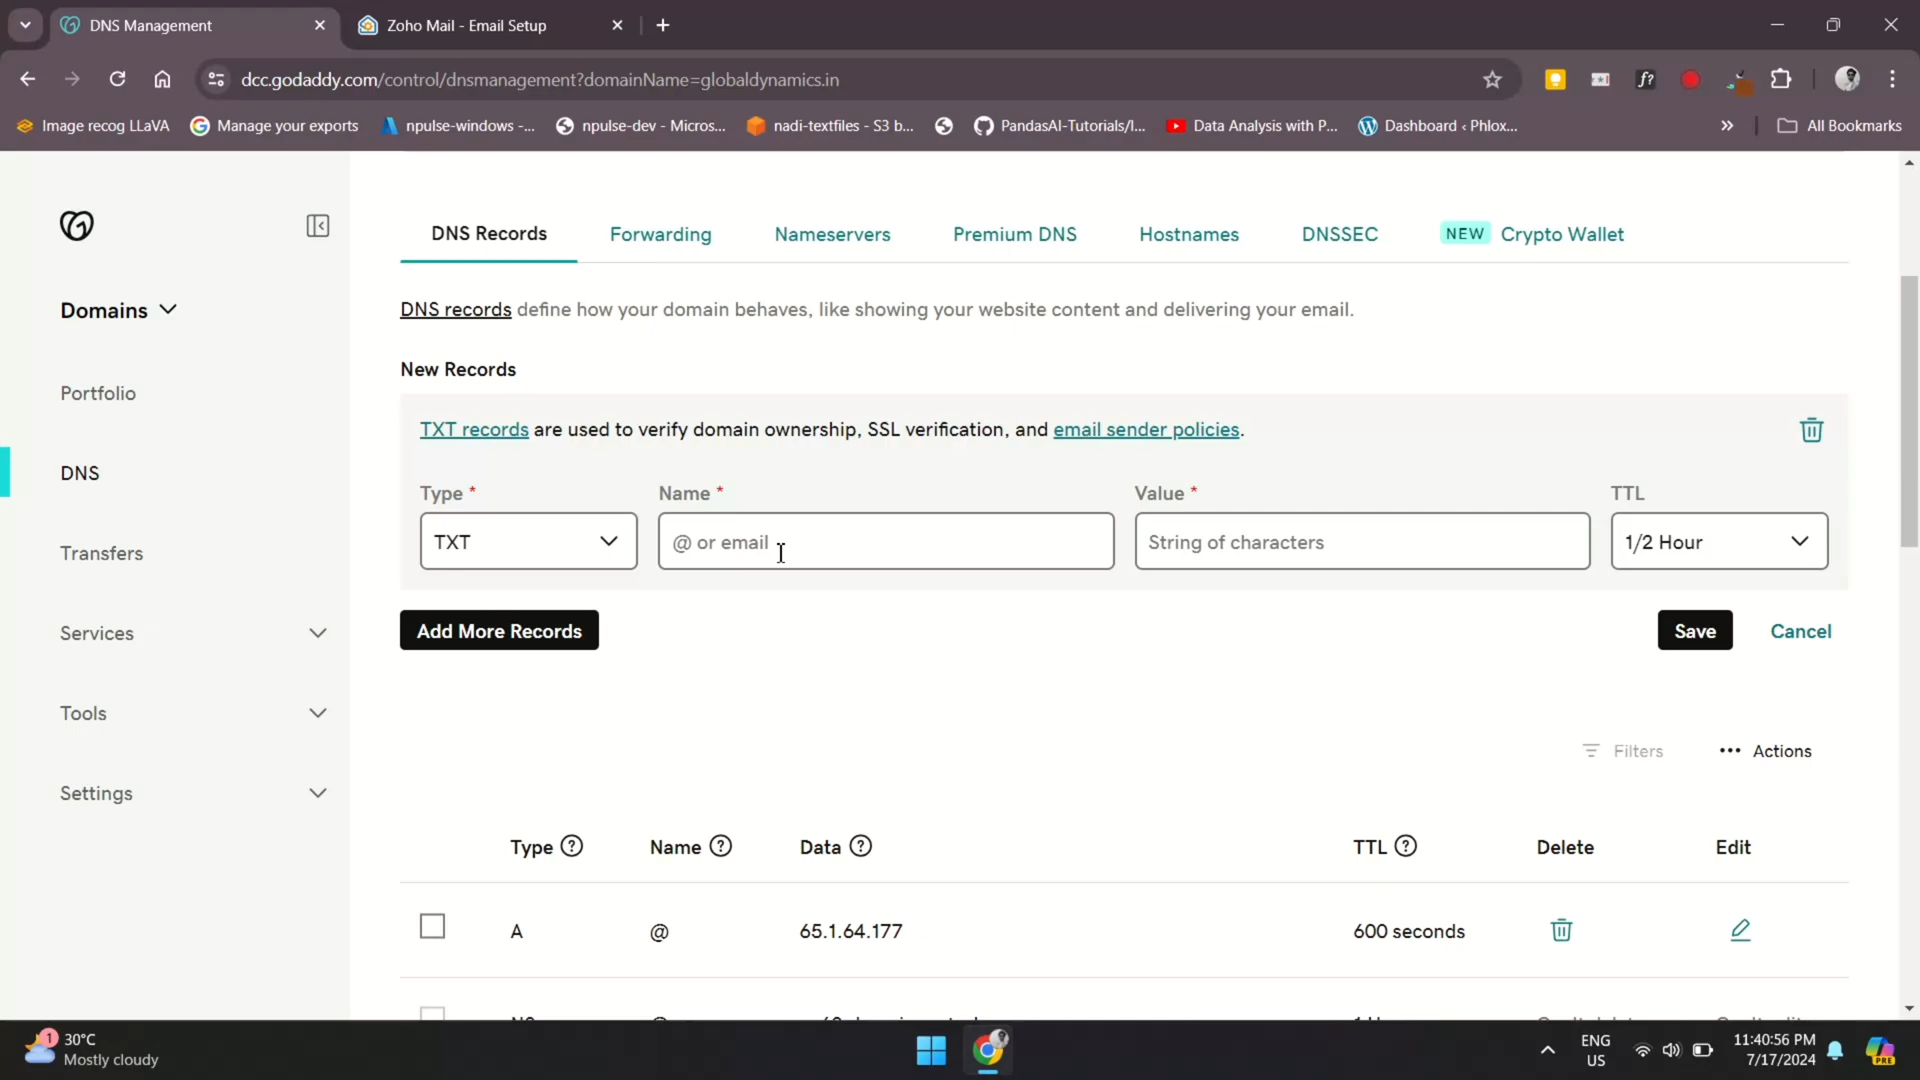 DNS Management
Zoho Mail - Email Setup
dcc.godaddy.com/control/dnsmanagement?domainName=globaldynamics.in
Image recog LLaVA
Manage your exports
npulse-windows -...
npulse-dev - Micros...
nadi-textfiles - S3 b...
PandasAI-Tutorials/I...
Data Analysis with P...
Dashboard ‹ Phlox...
»
All Bookmarks
DNS Records
Forwarding
Nameservers
Premium DNS
Hostnames
DNSSEC
NEW Crypto Wallet
Domains
DNS records define how your domain behaves, like showing your website content and delivering your email.
New Records
Portfolio
TXT records are used to verify domain ownership, SSL verification, and email sender policies.
DNS
Type *
Name *
Value *
TTL
TXT
@ or email
String of characters
1/2 Hour
Transfers
Services
Add More Records
Save
Cancel
Tools
Filters
••• Actions
Settings
Type ?
Name ?
Data ?
TTL ?
Delete
Edit
A
@
65.1.64.177
600 seconds
1
30°C
Mostly cloudy
ENG
US
11:40:56 PM
7/17/2024
PRE